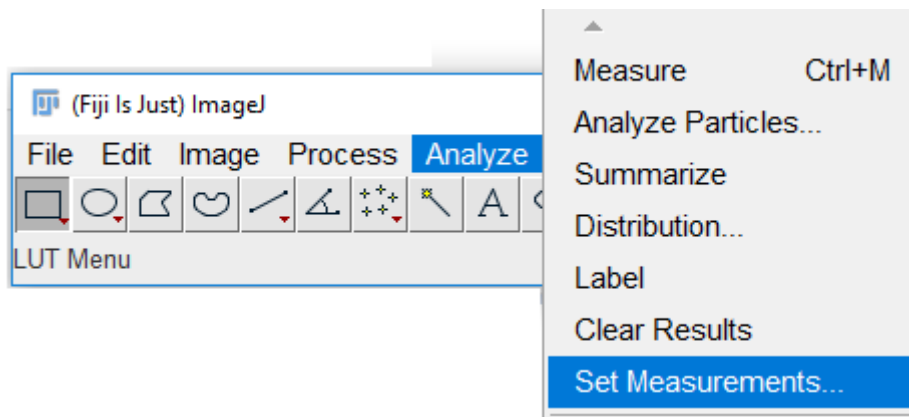 (Fiji Is Just) ImageJ
File Edit Image Process Analyze
A
LUT Menu
Measure Ctrl+M
Analyze Particles...
Summarize
Distribution...
Label
Clear Results
Set Measurements...